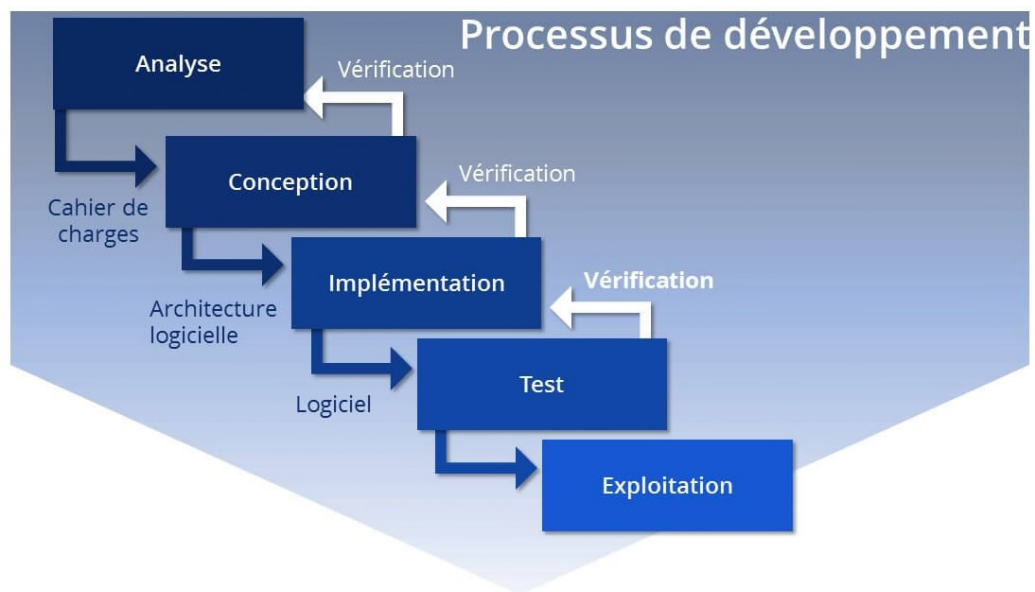 Processus de développement
Analyse
Vérification
Conception
Vérification
Cahier de
charges
Implémentation
Vérification
Architecture
logicielle
Test
Logiciel
Exploitation